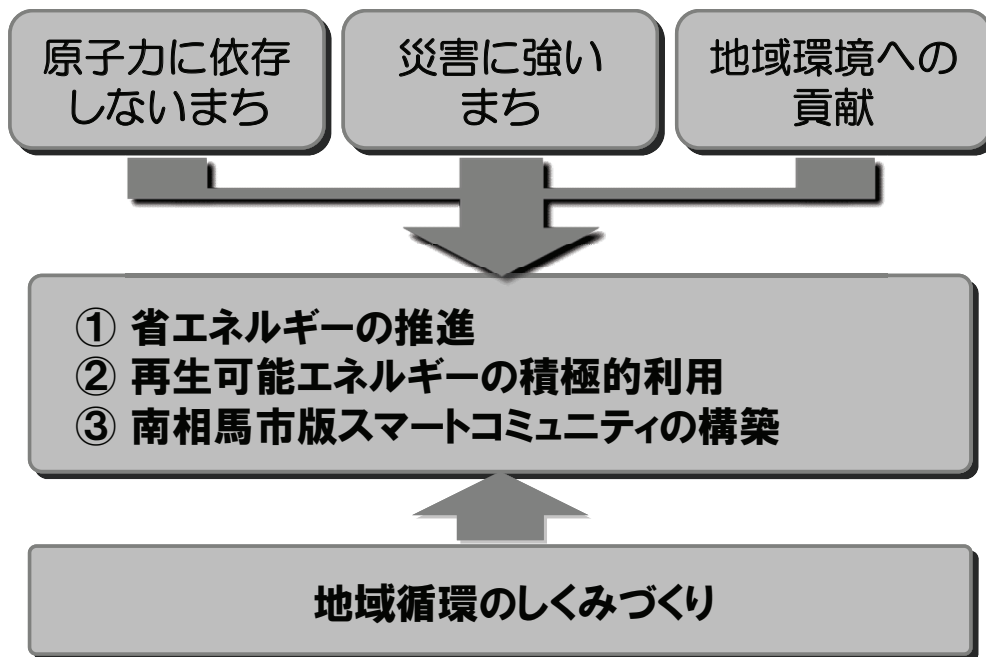 原子力に依存
しないまち
災害に強い
まち
地域環境への
貢献
① 省エネルギーの推進
② 再生可能エネルギーの積極的利用
③ 南相馬市版スマートコミュニティの構築
地域循環のしくみづくり